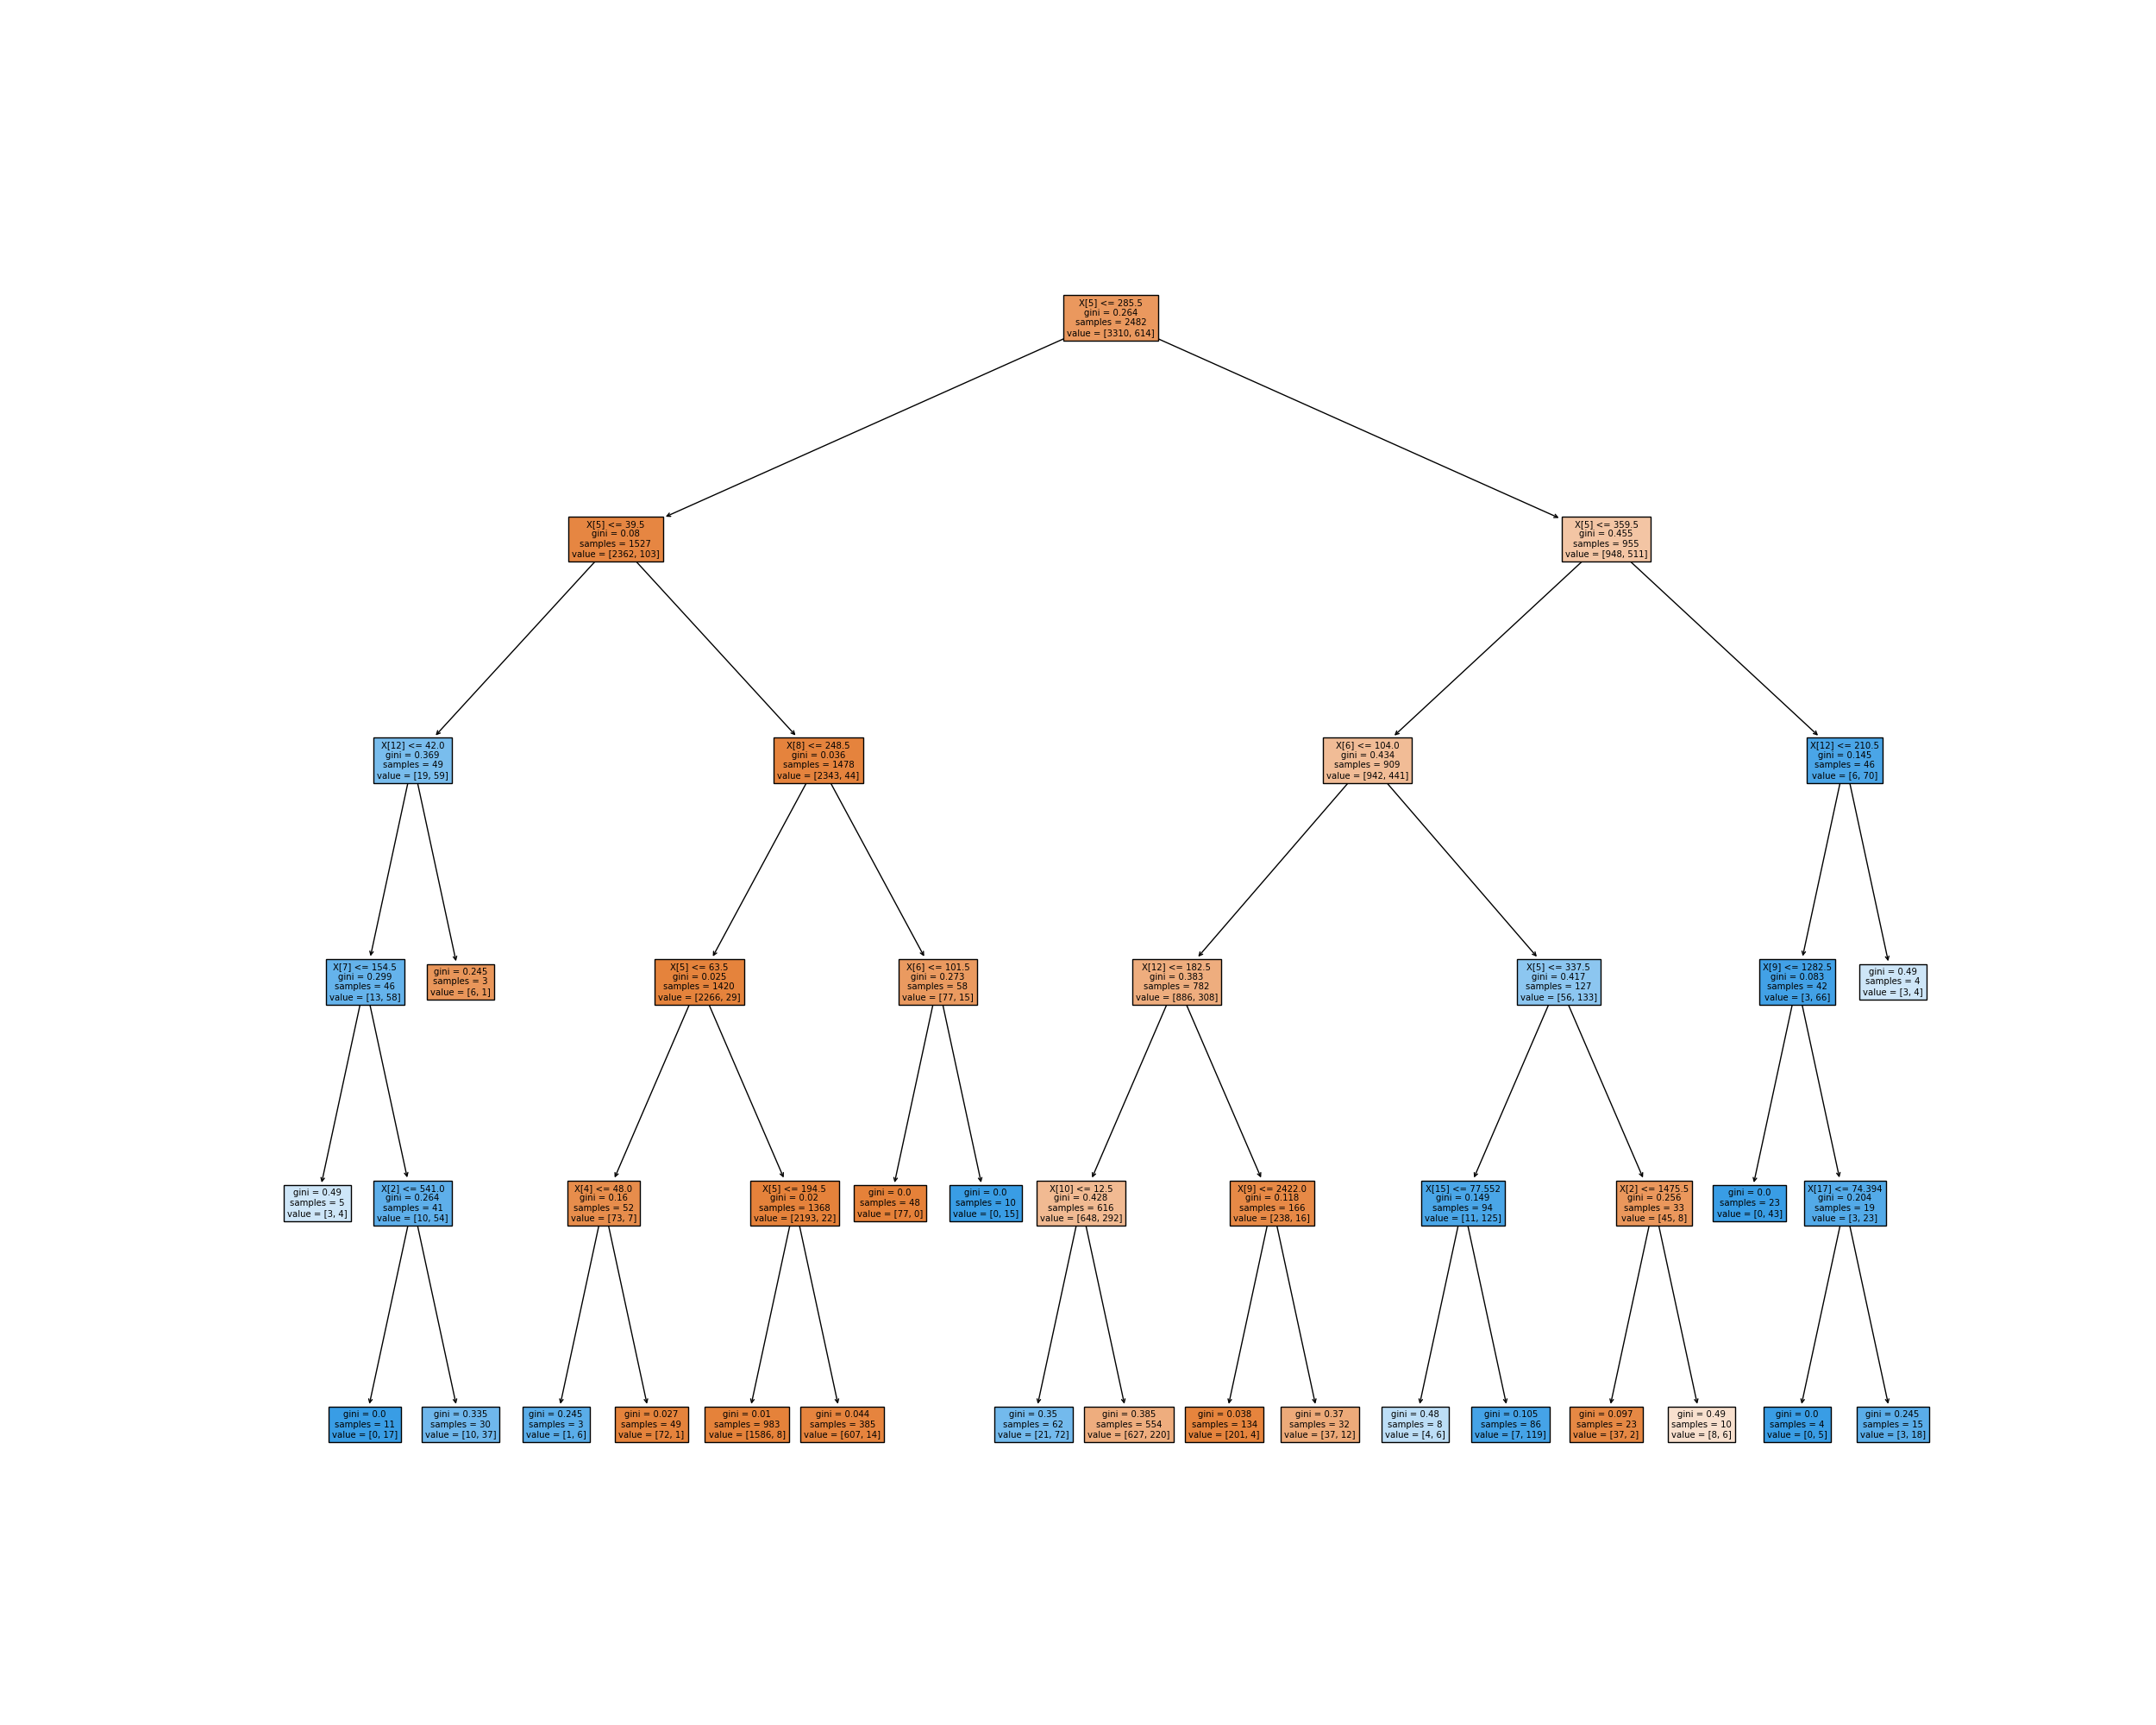 X[5] <= 285.5
gini = 0.264
samples = 2482
value = [3310, 614]
X[5] <= 39.5
gini = 0.08
samples = 1527
value = [2362, 103]
X[5] <= 359.5
gini = 0.455
samples = 955
value = [948, 511]
X[12] <= 42.0
gini = 0.369
samples = 49
value = [19, 59]
X[8] <= 248.5
gini = 0.036
samples = 1478
value = [2343, 44]
X[6] <= 104.0
gini = 0.434
samples = 909
value = [942, 441]
X[12] <= 210.5
gini = 0.145
samples = 46
value = [6, 70]
X[7] <= 154.5
gini = 0.299
samples = 46
value = [13, 58]
gini = 0.245
samples = 3
value = [6, 1]
X[5] <= 63.5
gini = 0.025
samples = 1420
value = [2266, 29]
X[6] <= 101.5
gini = 0.273
samples = 58
value = [77, 15]
X[12] <= 182.5
gini = 0.383
samples = 782
value = [886, 308]
X[5] <= 337.5
gini = 0.417
samples = 127
value = [56, 133]
X[9] <= 1282.5
gini = 0.083
samples = 42
value = [3, 66]
gini = 0.49
samples = 4
value = [3, 4]
gini = 0.49
samples = 5
value = [3, 4]
X[2] <= 541.0
gini = 0.264
samples = 41
value = [10, 54]
X[4] <= 48.0
gini = 0.16
samples = 52
value = [73, 7]
X[5] <= 194.5
gini = 0.02
samples = 1368
value = [2193, 22]
gini = 0.0
samples = 48
value = [77, 0]
gini = 0.0
samples = 10
value = [0, 15]
X[10] <= 12.5
gini = 0.428
samples = 616
value = [648, 292]
X[9] <= 2422.0
gini = 0.118
samples = 166
value = [238, 16]
X[15] <= 77.552
gini = 0.149
samples = 94
value = [11, 125]
X[2] <= 1475.5
gini = 0.256
samples = 33
value = [45, 8]
gini = 0.0
samples = 23
value = [0, 43]
X[17] <= 74.394
gini = 0.204
samples = 19
value = [3, 23]
gini = 0.0
samples = 11
value = [0, 17]
gini = 0.335
samples = 30
value = [10, 37]
gini = 0.245
samples = 3
value = [1, 6]
gini = 0.027
samples = 49
value = [72, 1]
gini = 0.01
samples = 983
value = [1586, 8]
gini = 0.044
samples = 385
value = [607, 14]
gini = 0.35
samples = 62
value = [21, 72]
gini = 0.385
samples = 554
value = [627, 220]
gini = 0.038
samples = 134
value = [201, 4]
gini = 0.37
samples = 32
value = [37, 12]
gini = 0.48
samples = 8
value = [4, 6]
gini = 0.105
samples = 86
value = [7, 119]
gini = 0.097
samples = 23
value = [37, 2]
gini = 0.49
samples = 10
value = [8, 6]
gini = 0.0
samples = 4
value = [0, 5]
gini = 0.245
samples = 15
value = [3, 18]